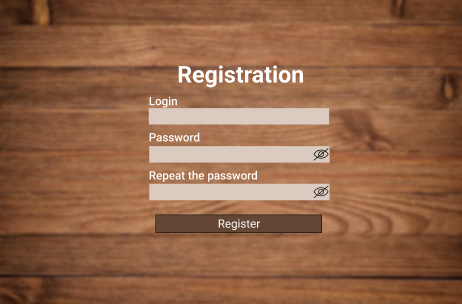 Registration
Login
Password
Repeat the password
Register